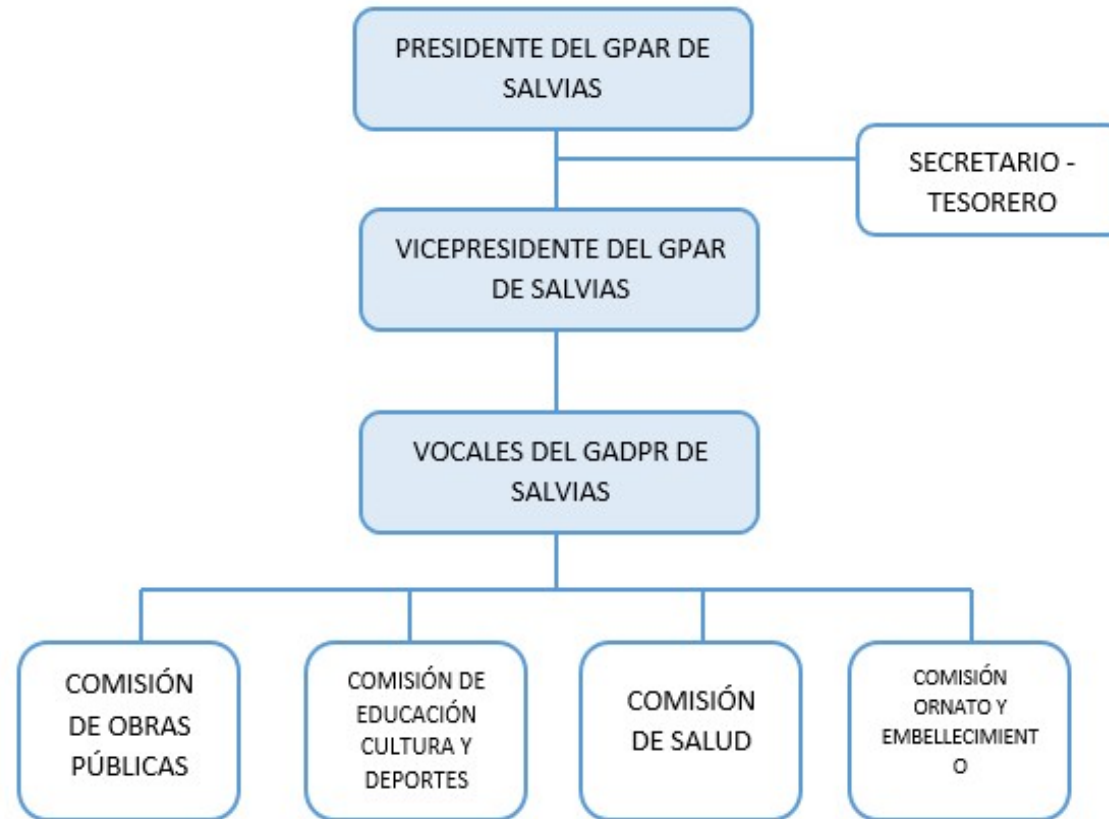 PRESIDENTE DEL GPAR DE
SALVIAS
SECRETARIO -
TESORERO
VICEPRESIDENTE DEL GPAR
DE SALVIAS
VOCALES DEL GADPR DE
SALVIAS
COMISIÓN
DE OBRAS
PÚBLICAS
COMISIÓN DE
EDUCACIÓN
CULTURA Y
DEPORTES
COMISIÓN
DE SALUD
COMISIÓN
ORNATO Y
EMBELLECIMIENT
O